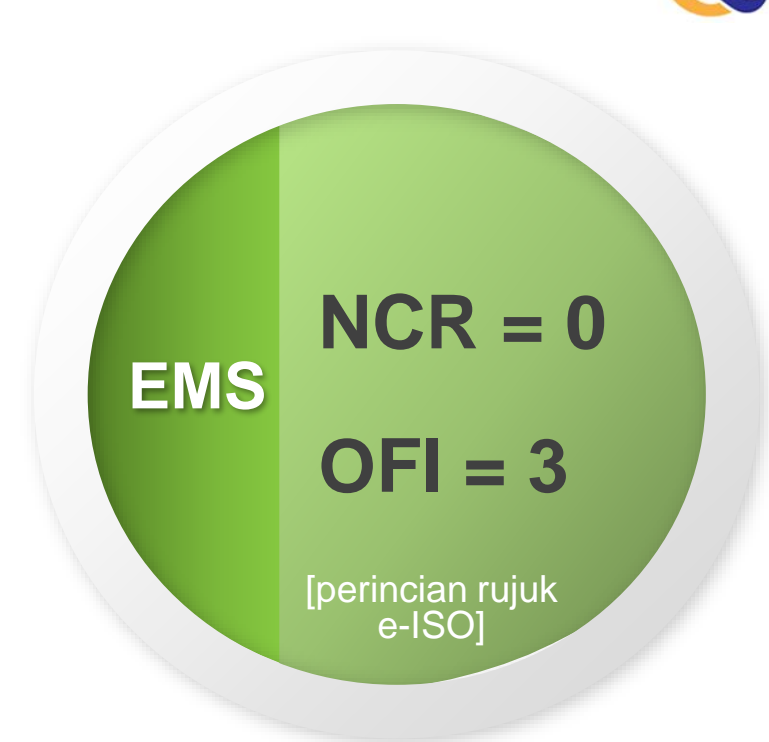 EMS
NCR = 0
OFI = 3
[perincian rujuk
e-ISO]